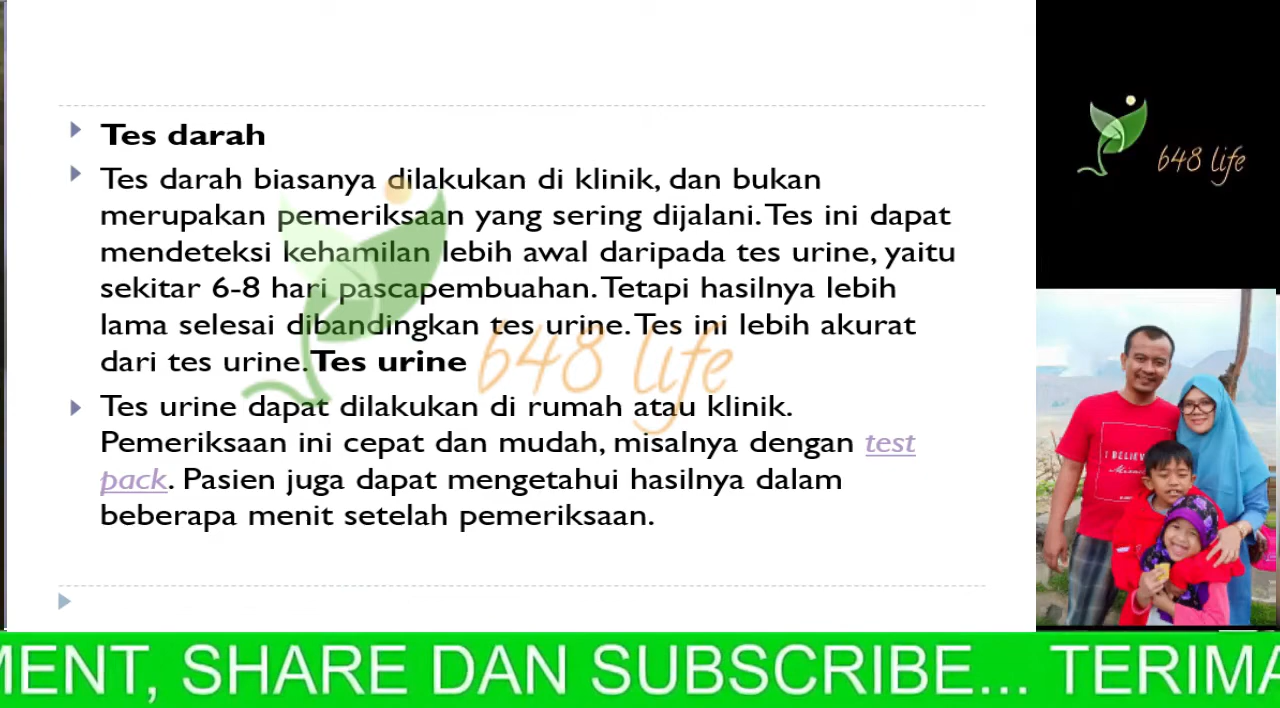 Tes darah
Tes darah biasanya dilakukan di klinik, dan bukan
merupakan pemeriksaan yang sering dijalani. Tes ini dapat
mendeteksi kehamilan lebih awal daripada tes urine, yaitu
sekitar 6-8 hari pascapembuahan. Tetapi hasilnya lebih
lama selesai dibandingkan tes urine. Tes ini lebih akurat
dari tes urine. Tes urine
Tes urine dapat dilakukan di rumah atau klinik.
Pemeriksaan ini cepat dan mudah, misalnya dengan test
pack. Pasien juga dapat mengetahui hasilnya dalam
beberapa menit setelah pemeriksaan.
648 life
648 life
I BELIEV
MENT, SHARE DAN SUBSCRIBE... TERIMA